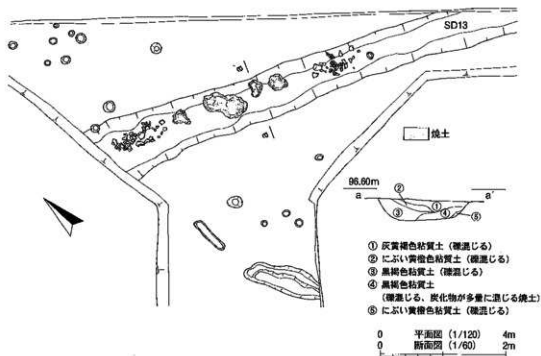 SD13
焼土
96.60m
a a'
②
①
③ ④ ⑤
① 灰黄褐色粘質土(礫混じる)
② にぶい黄橙色粘質土(礫混じる)
③ 黒褐色粘質土(礫混じる)
④ 黒褐色粘質土
(礫混じる、炭化物が多量に混じる焼土)
⑤ にぶい黄橙色粘質土(礫混じる)
0 平面図(1/120) 4m
0 断面図(1/60) 2m